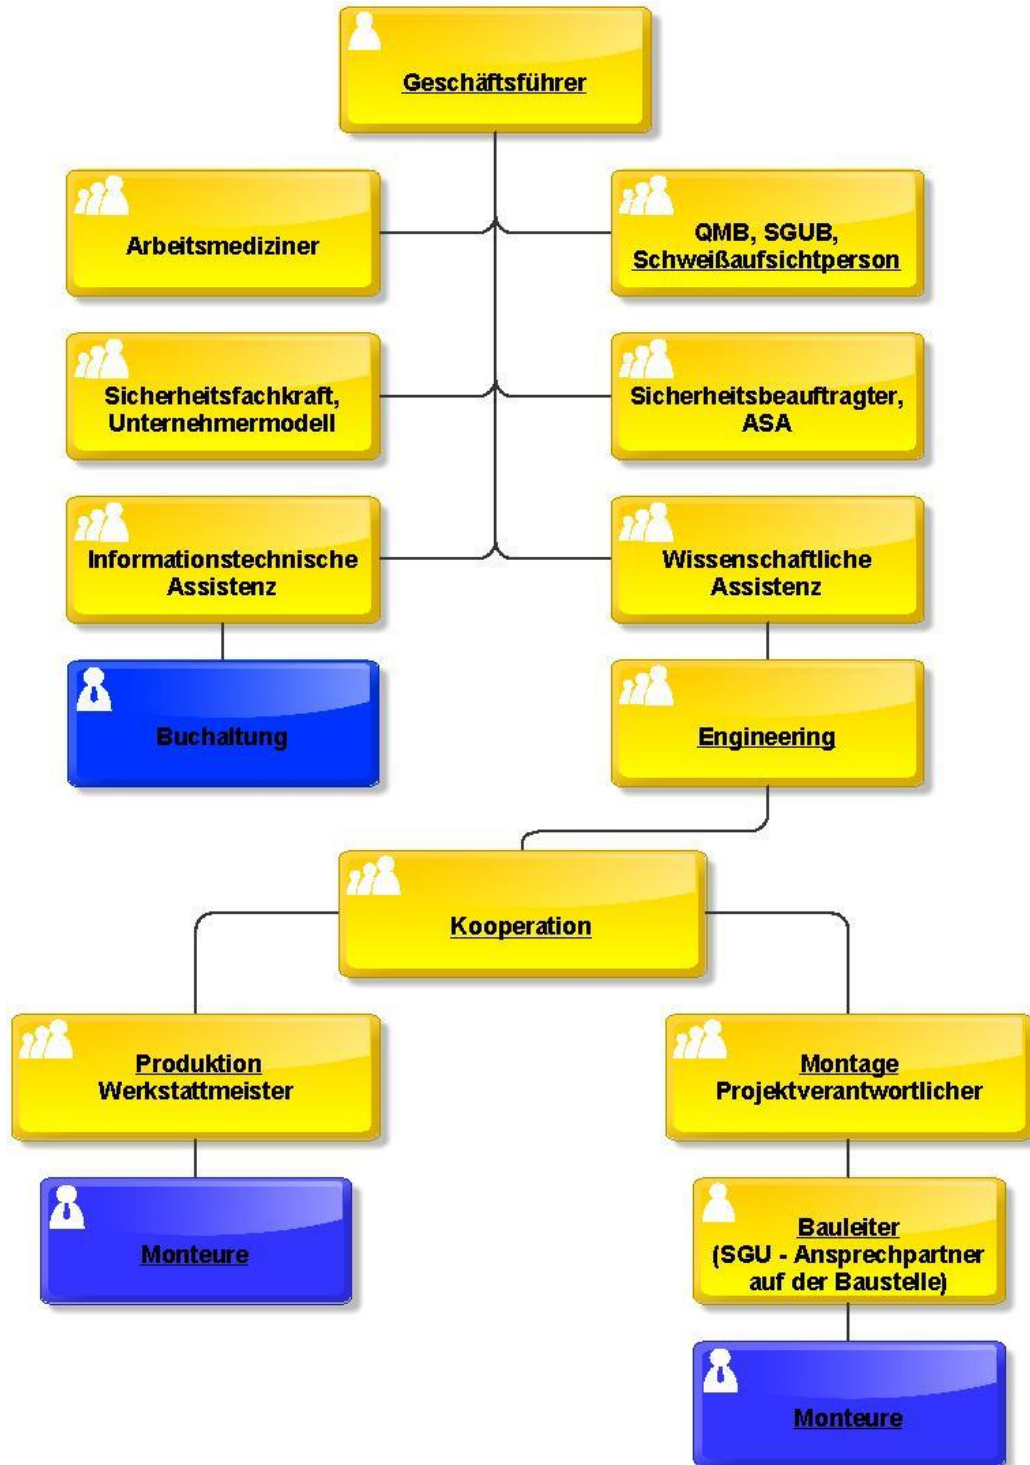 Geschäftsführer
Arbeitsmediziner
QMB, SGUB,
Schweißaufsichtperson
Sicherheitsfachkraft,
Unternehmermodell
Sicherheitsbeauftragter,
ASA
Informationstechnische
Assistenz
Wissenschaftliche
Assistenz
Buchaltung
Engineering
Kooperation
Produktion
Werkstattmeister
Montage
Projektverantwortlicher
Monteure
Bauleiter
(SGU - Ansprechpartner
auf der Baustelle)
Monteure